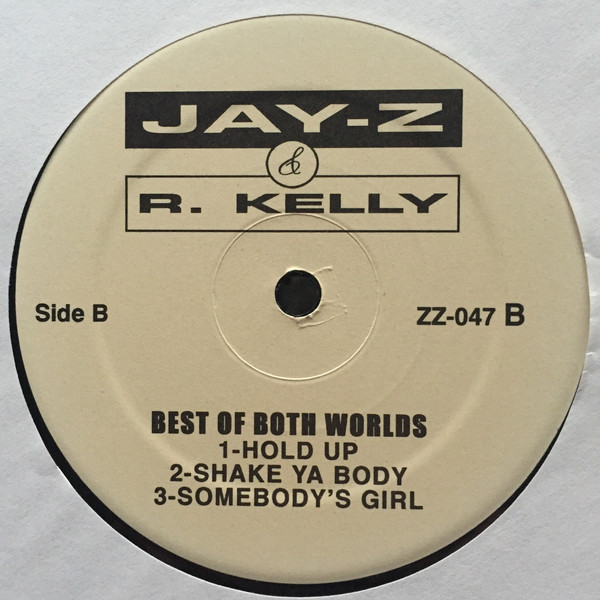 JAY-Z
&
R. KELLY
Side B
ZZ-047 B
BEST OF BOTH WORLDS
1-HOLD UP
2-SHAKE YA BODY
3-SOMEBODY'S GIRL